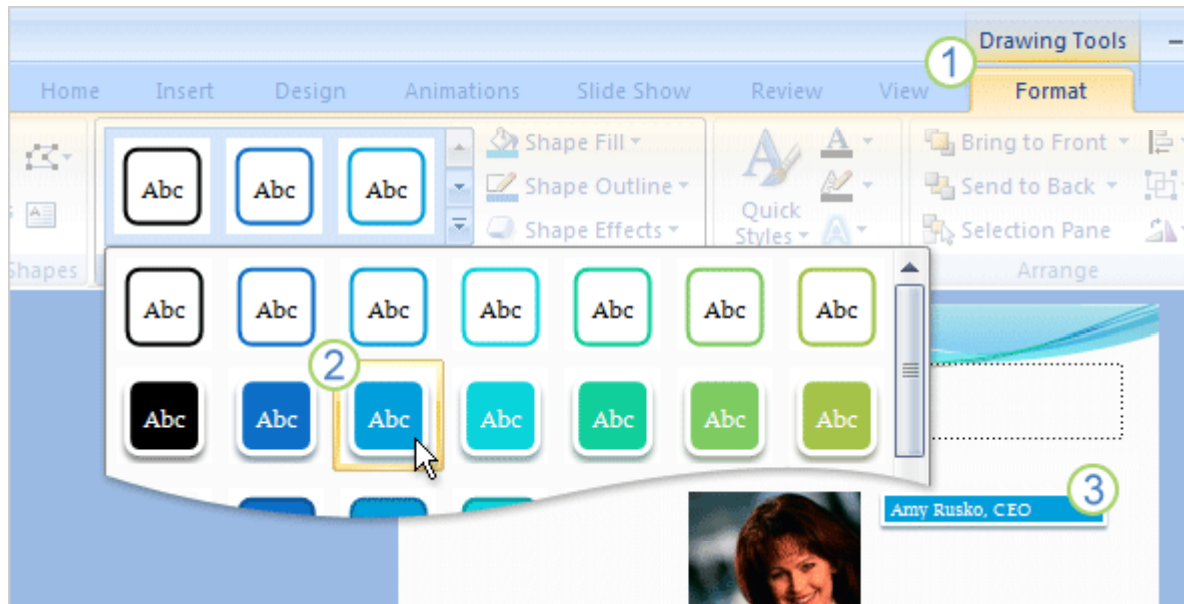 Drawing Tools
1
Home Insert Design Animations Slide Show Review View Format
Abc Abc Abc
Shape Fill
Shape Outline
Shape Effects
A
A
Quick
Styles
A
Bring to Front
Send to Back
Selection Pane
A
Shapes
Arrange
Abc Abc Abc Abc Abc Abc Abc
2
Abc Abc Abc Abc Abc Abc Abc
3
Amy Rusko, CEO